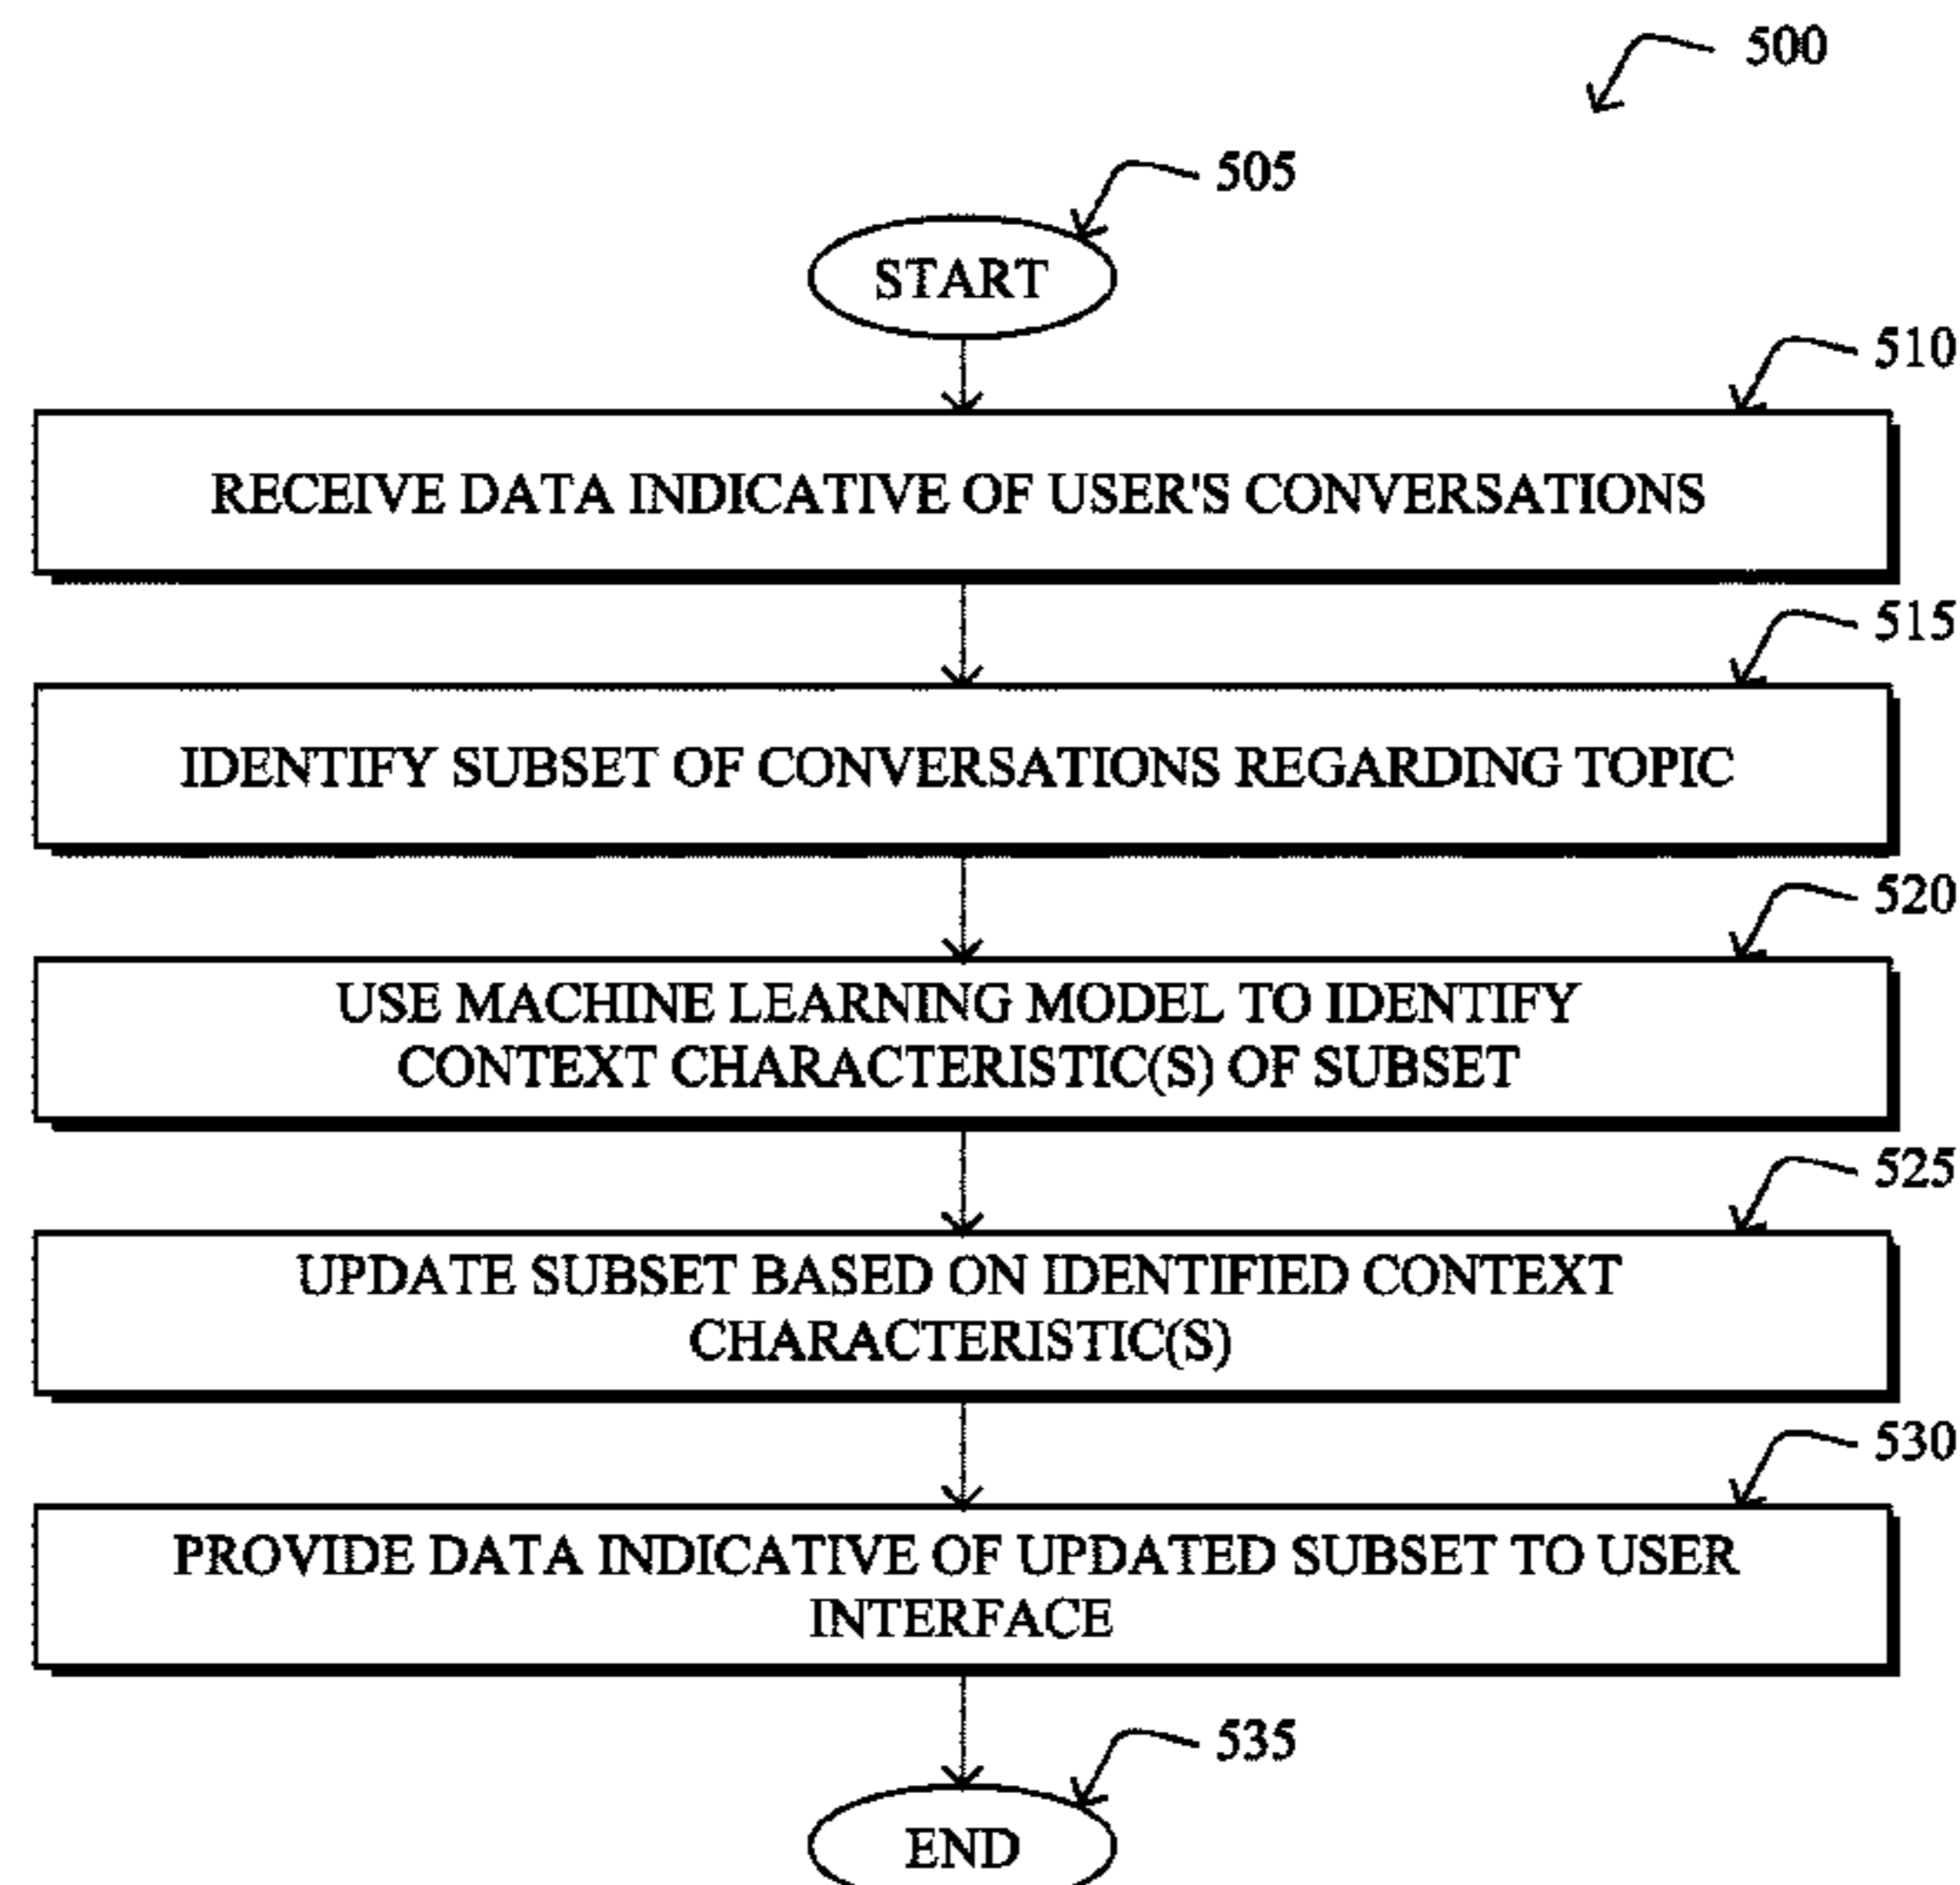 500
505
START
510
RECEIVE DATA INDICATIVE OF USER'S CONVERSATIONS
515
IDENTIFY SUBSET OF CONVERSATIONS REGARDING TOPIC
520
USE MACHINE LEARNING MODEL TO IDENTIFY
CONTEXT CHARACTERISTIC(S) OF SUBSET
525
UPDATE SUBSET BASED ON IDENTIFIED CONTEXT
CHARACTERISTIC(S)
530
PROVIDE DATA INDICATIVE OF UPDATED SUBSET TO USER
INTERFACE
535
END